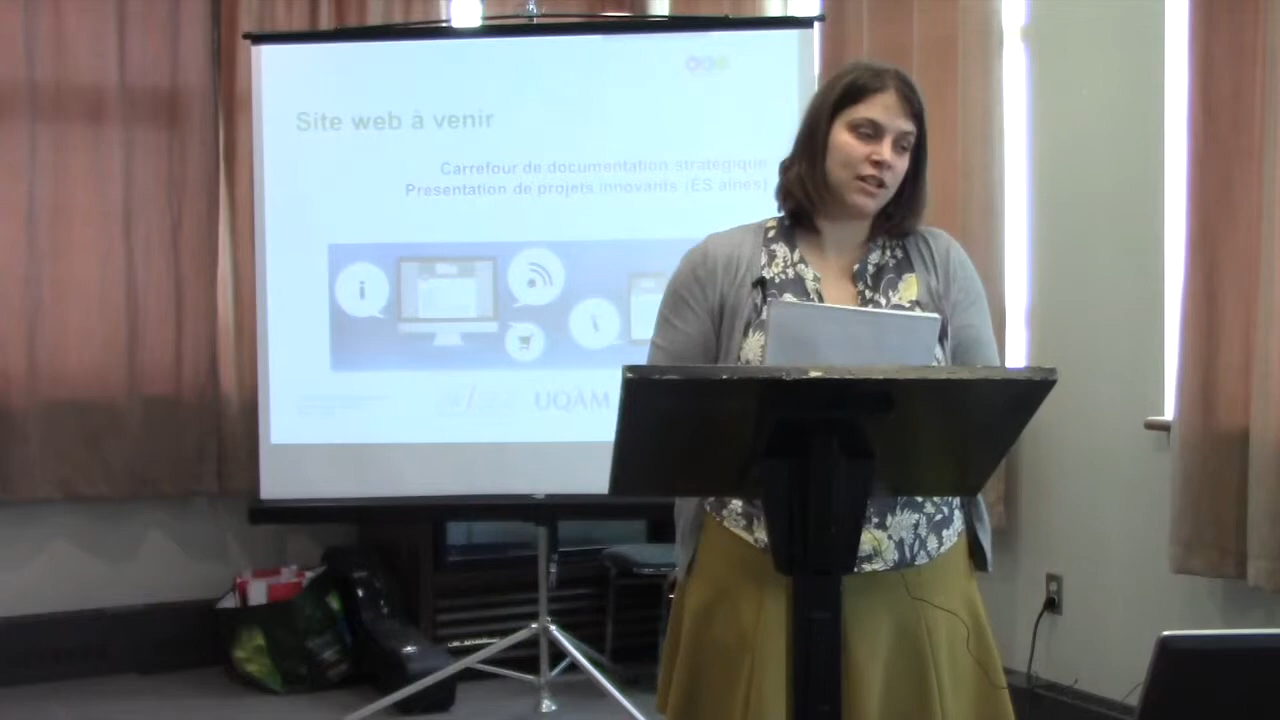 Site web à venir
Carrefour de documentation stratégique
Présentation de projets innovants (ÉS aînés)
i
UQÀM